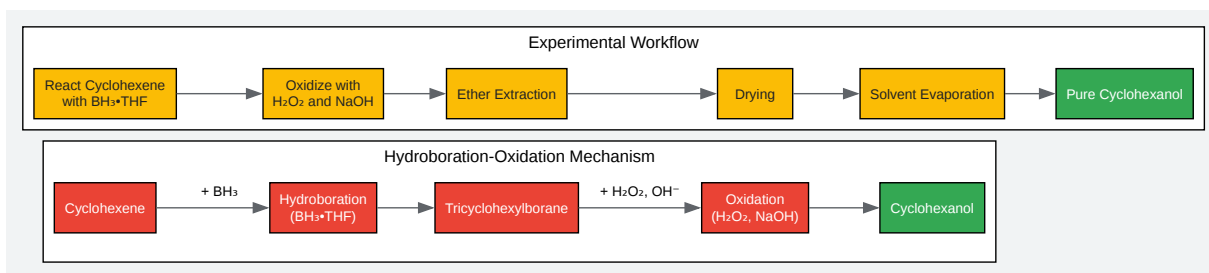 Experimental Workflow
React Cyclohexene
with BH₃•THF
Oxidize with
H₂O₂ and NaOH
Ether Extraction
Drying
Solvent Evaporation
Pure Cyclohexanol
Hydroboration-Oxidation Mechanism
Cyclohexene
+ BH₃
Hydroboration
(BH₃•THF)
Tricyclohexylborane
+ H₂O₂, OH⁻
Oxidation
(H₂O₂, NaOH)
Cyclohexanol